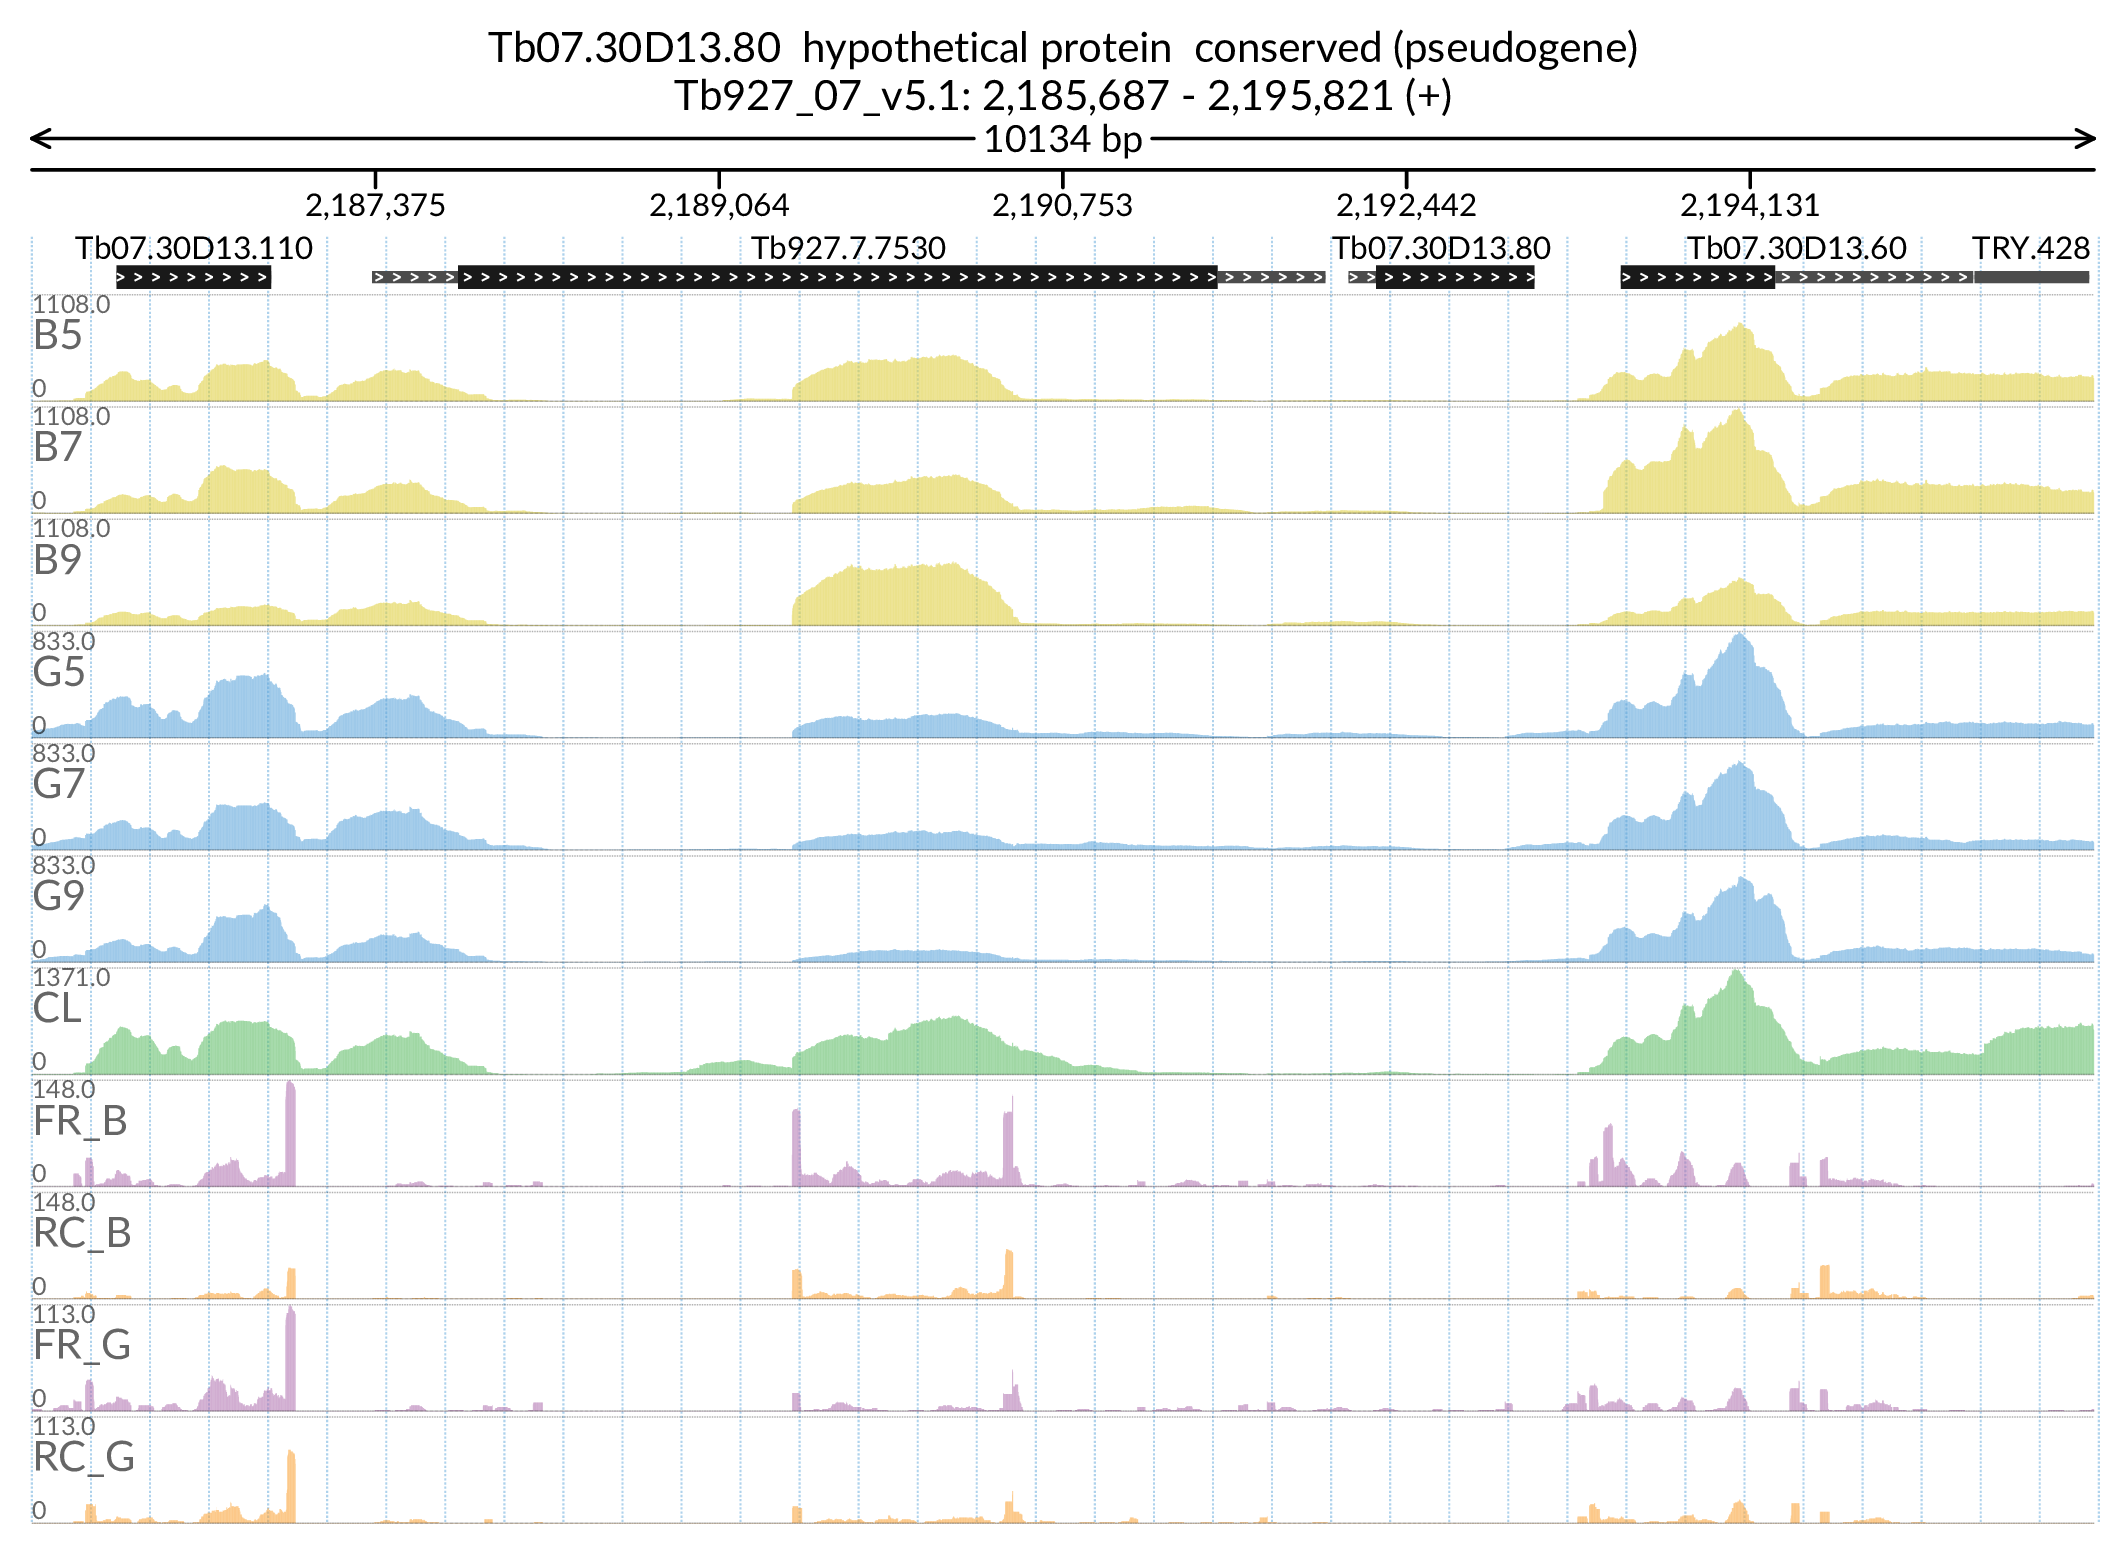 Tb07.30D13.80  hypothetical protein  conserved (pseudogene)
Tb927_07_v5.1: 2,185,687 - 2,195,821 (+)
10134 bp
2,187,375 2,189,064 2,190,753 2,192,442 2,194,131
Tb07.30D13.110 Tb927.7.7530 Tb07.30D13.80 Tb07.30D13.60 TRY.428
1108.0
B5
0
1108.0
B7
0
1108.0
B9
0
833.0
G5
0
833.0
G7
0
833.0
G9
0
1371.0
CL
0
148.0
FR_B
0
148.0
RC_B
0
113.0
FR_G
0
113.0
RC_G
0